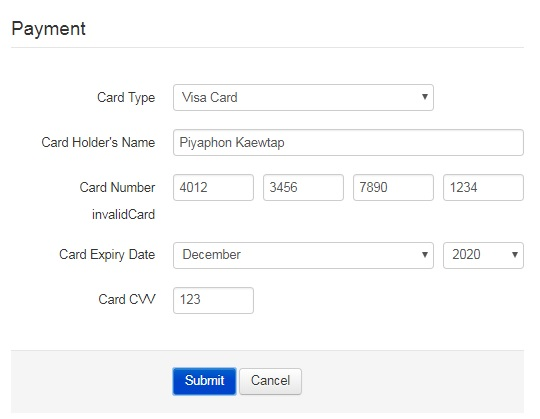 Payment
Card Type Visa Card
Card Holder's Name Piyaphon Kaewtap
Card Number 4012 3456 7890 1234
invalidCard
Card Expiry Date December 2020
Card CVV 123
Submit Cancel